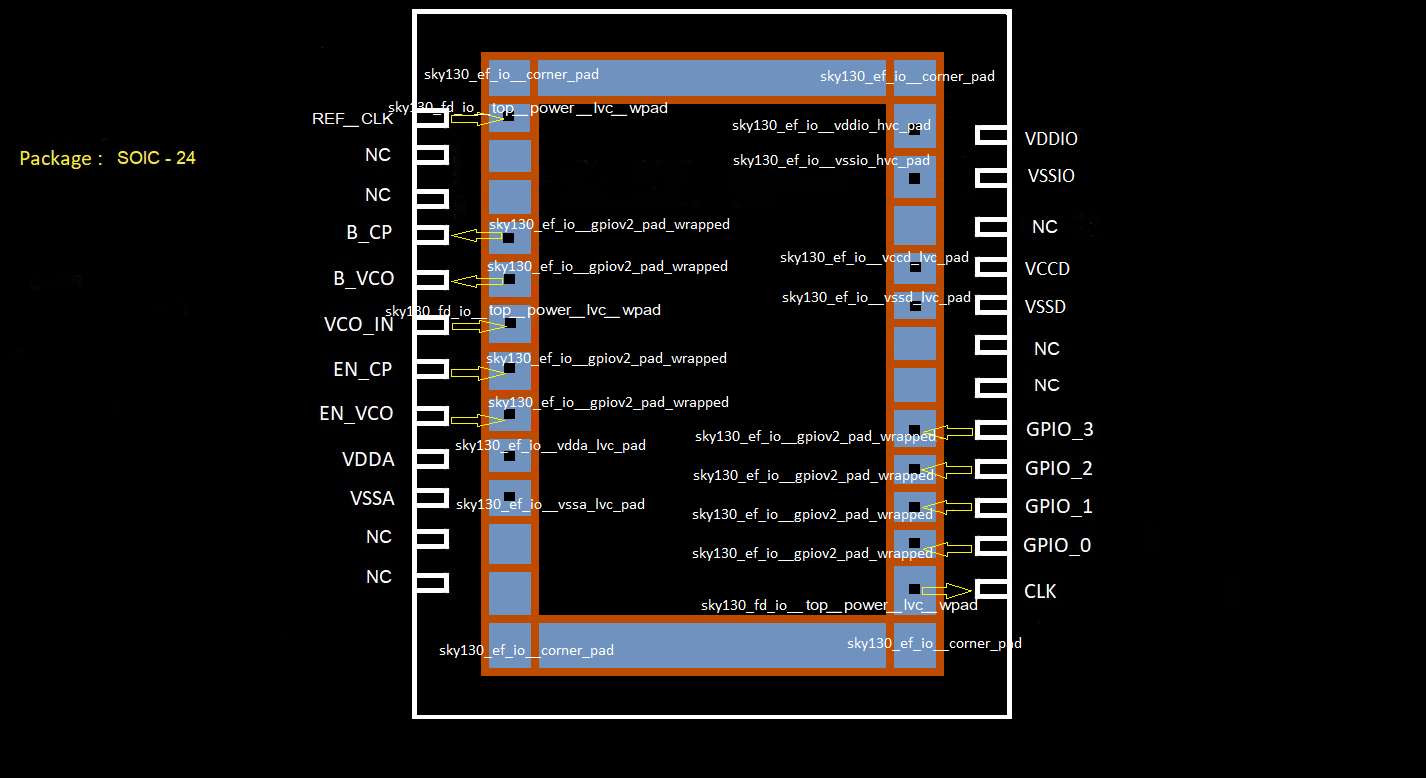 sky130_ef_io__corner_pad
sky130_ef_io__corner_pad
sky130_fd_io__top__power__lvc__wpad
REF__CLK
sky130_ef_io__vddio_hvc_pad
VDDIO
Package : SOIC - 24
NC
sky130_ef_io__vssio_hvc_pad
VSSIO
NC
B_CP
sky130_ef_io__gpiov2_pad_wrapped
NC
B_VCO
sky130_ef_io__gpiov2_pad_wrapped
sky130_ef_io__vccd_lvc_pad
VCCD
sky130_ef_io__vssd_lvc_pad
VSSD
sky130_fd_io__top__power__lvc__wpad
VCO_IN
NC
EN_CP
sky130_ef_io__gpiov2_pad_wrapped
NC
EN_VCO
sky130_ef_io__gpiov2_pad_wrapped
sky130_ef_io__gpiov2_pad_wrapped
GPIO_3
VDDA
sky130_ef_io__vdda_lvc_pad
sky130_ef_io__gpiov2_pad_wrapped
GPIO_2
VSSA
sky130_ef_io__vssa_lvc_pad
sky130_ef_io__gpiov2_pad_wrapped
GPIO_1
NC
sky130_ef_io__gpiov2_pad_wrapped
GPIO_0
NC
sky130_fd_io__top__power__lvc__wpad
CLK
sky130_ef_io__corner_pad
sky130_ef_io__corner_pad